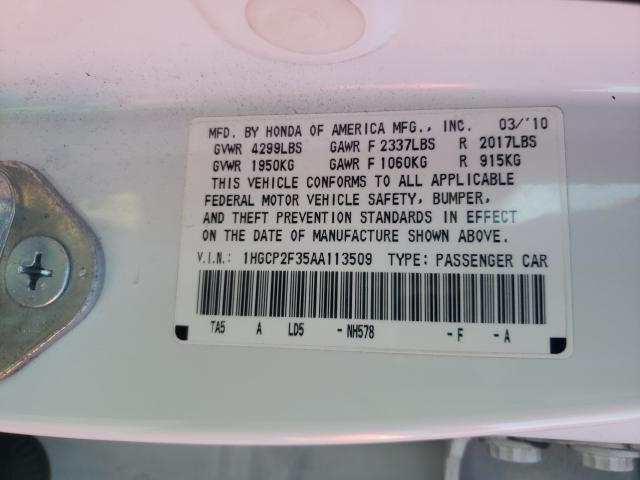 MFD. BY HONDA OF AMERICA MFG., INC. 03/'10
GVWR 4299LBS GAWR F 2337LBS R 2017LBS
GVWR 1950KG GAWR F 1060KG R 915KG
THIS VEHICLE CONFORMS TO ALL APPLICABLE
FEDERAL MOTOR VEHICLE SAFETY, BUMPER,
AND THEFT PREVENTION STANDARDS IN EFFECT
ON THE DATE OF MANUFACTURE SHOWN ABOVE.
V.I.N.: 1HGCP2F35AA113509 TYPE: PASSENGER CAR
TA5 A LD5 -NH578 -F -A